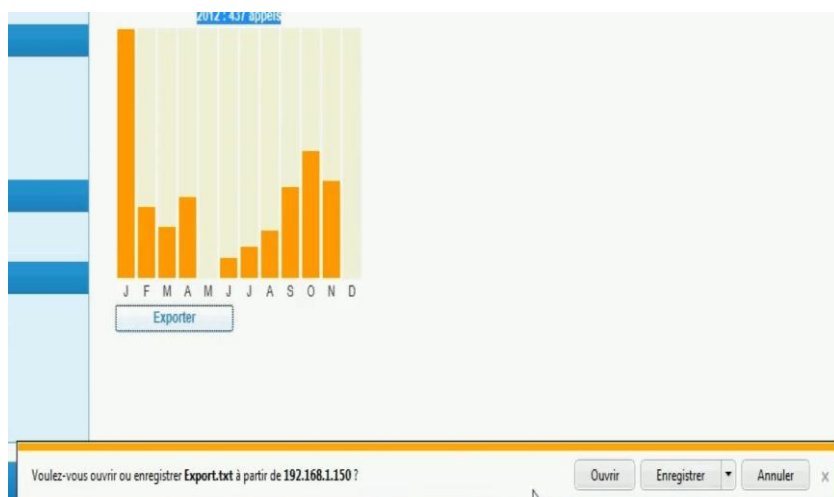 2012 : 437 appels
J F M A M J J A S O N D
Exporter
Voulez-vous ouvrir ou enregistrer Export.txt à partir de 192.168.1.150 ?
Ouvrir
Enregistrer
Annuler
x